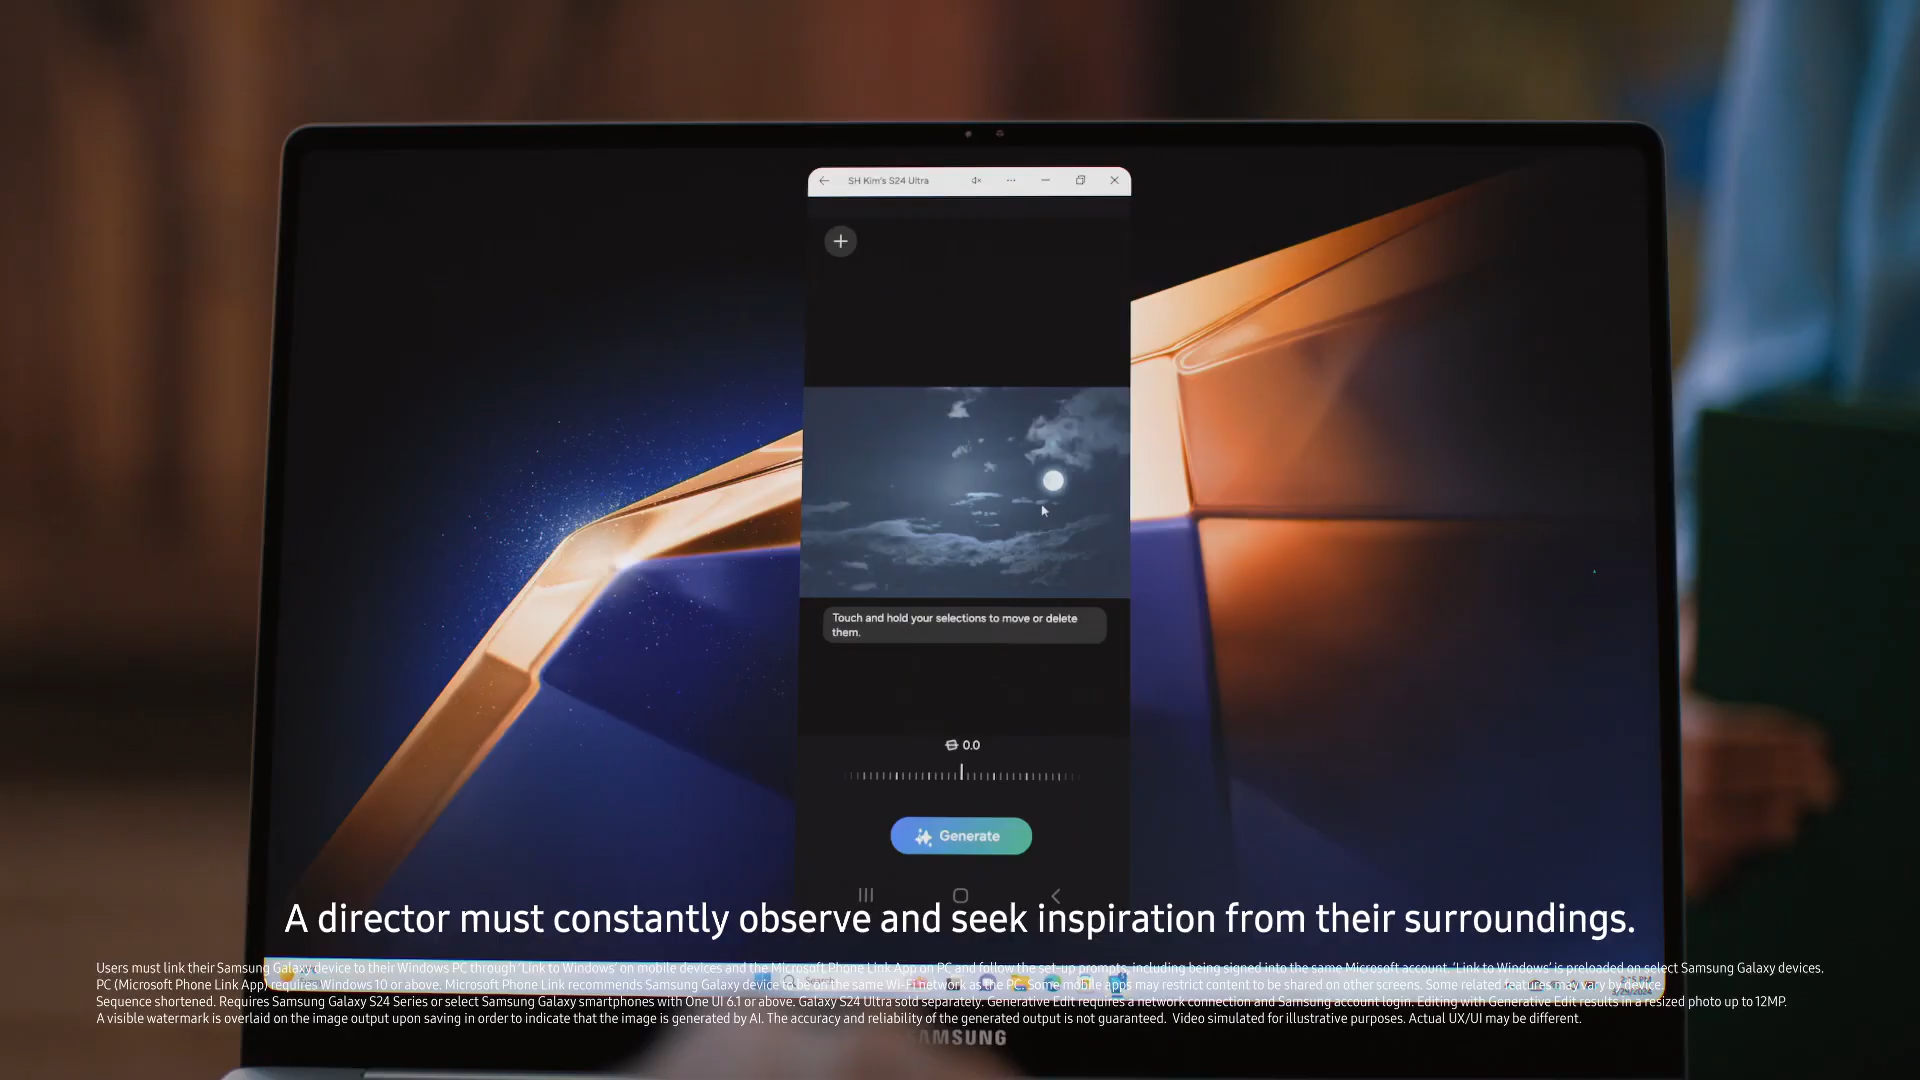 SH Kim's S24 Ultra
Touch and hold your selections to move or delete
them.
0.0
Generate
A director must constantly observe and seek inspiration from their surroundings.
Users must link their Samsung Galaxy device to their Windows PC through 'Link to Windows' on mobile devices and the Microsoft Phone Link App on PC and follow the set-up prompts, including being signed into the same Microsoft account. 'Link to Windows' is preloaded on select Samsung Galaxy devices.
PC (Microsoft Phone Link App) requires Windows 10 or above. Microsoft Phone Link recommends Samsung Galaxy device to be on the same Wi-Fi network as the PC. Some mobile apps may restrict content to be shared on other screens. Some related features may vary by device.
Sequence shortened. Requires Samsung Galaxy S24 Series or select Samsung Galaxy smartphones with One UI 6.1 or above. Galaxy S24 Ultra sold separately. Generative Edit requires a network connection and Samsung account login. Editing with Generative Edit results in a resized photo up to 12MP.
A visible watermark is overlaid on the image output upon saving in order to indicate that the image is generated by AI. The accuracy and reliability of the generated output is not guaranteed. Video simulated for illustrative purposes. Actual UX/UI may be different.
SAMSUNG